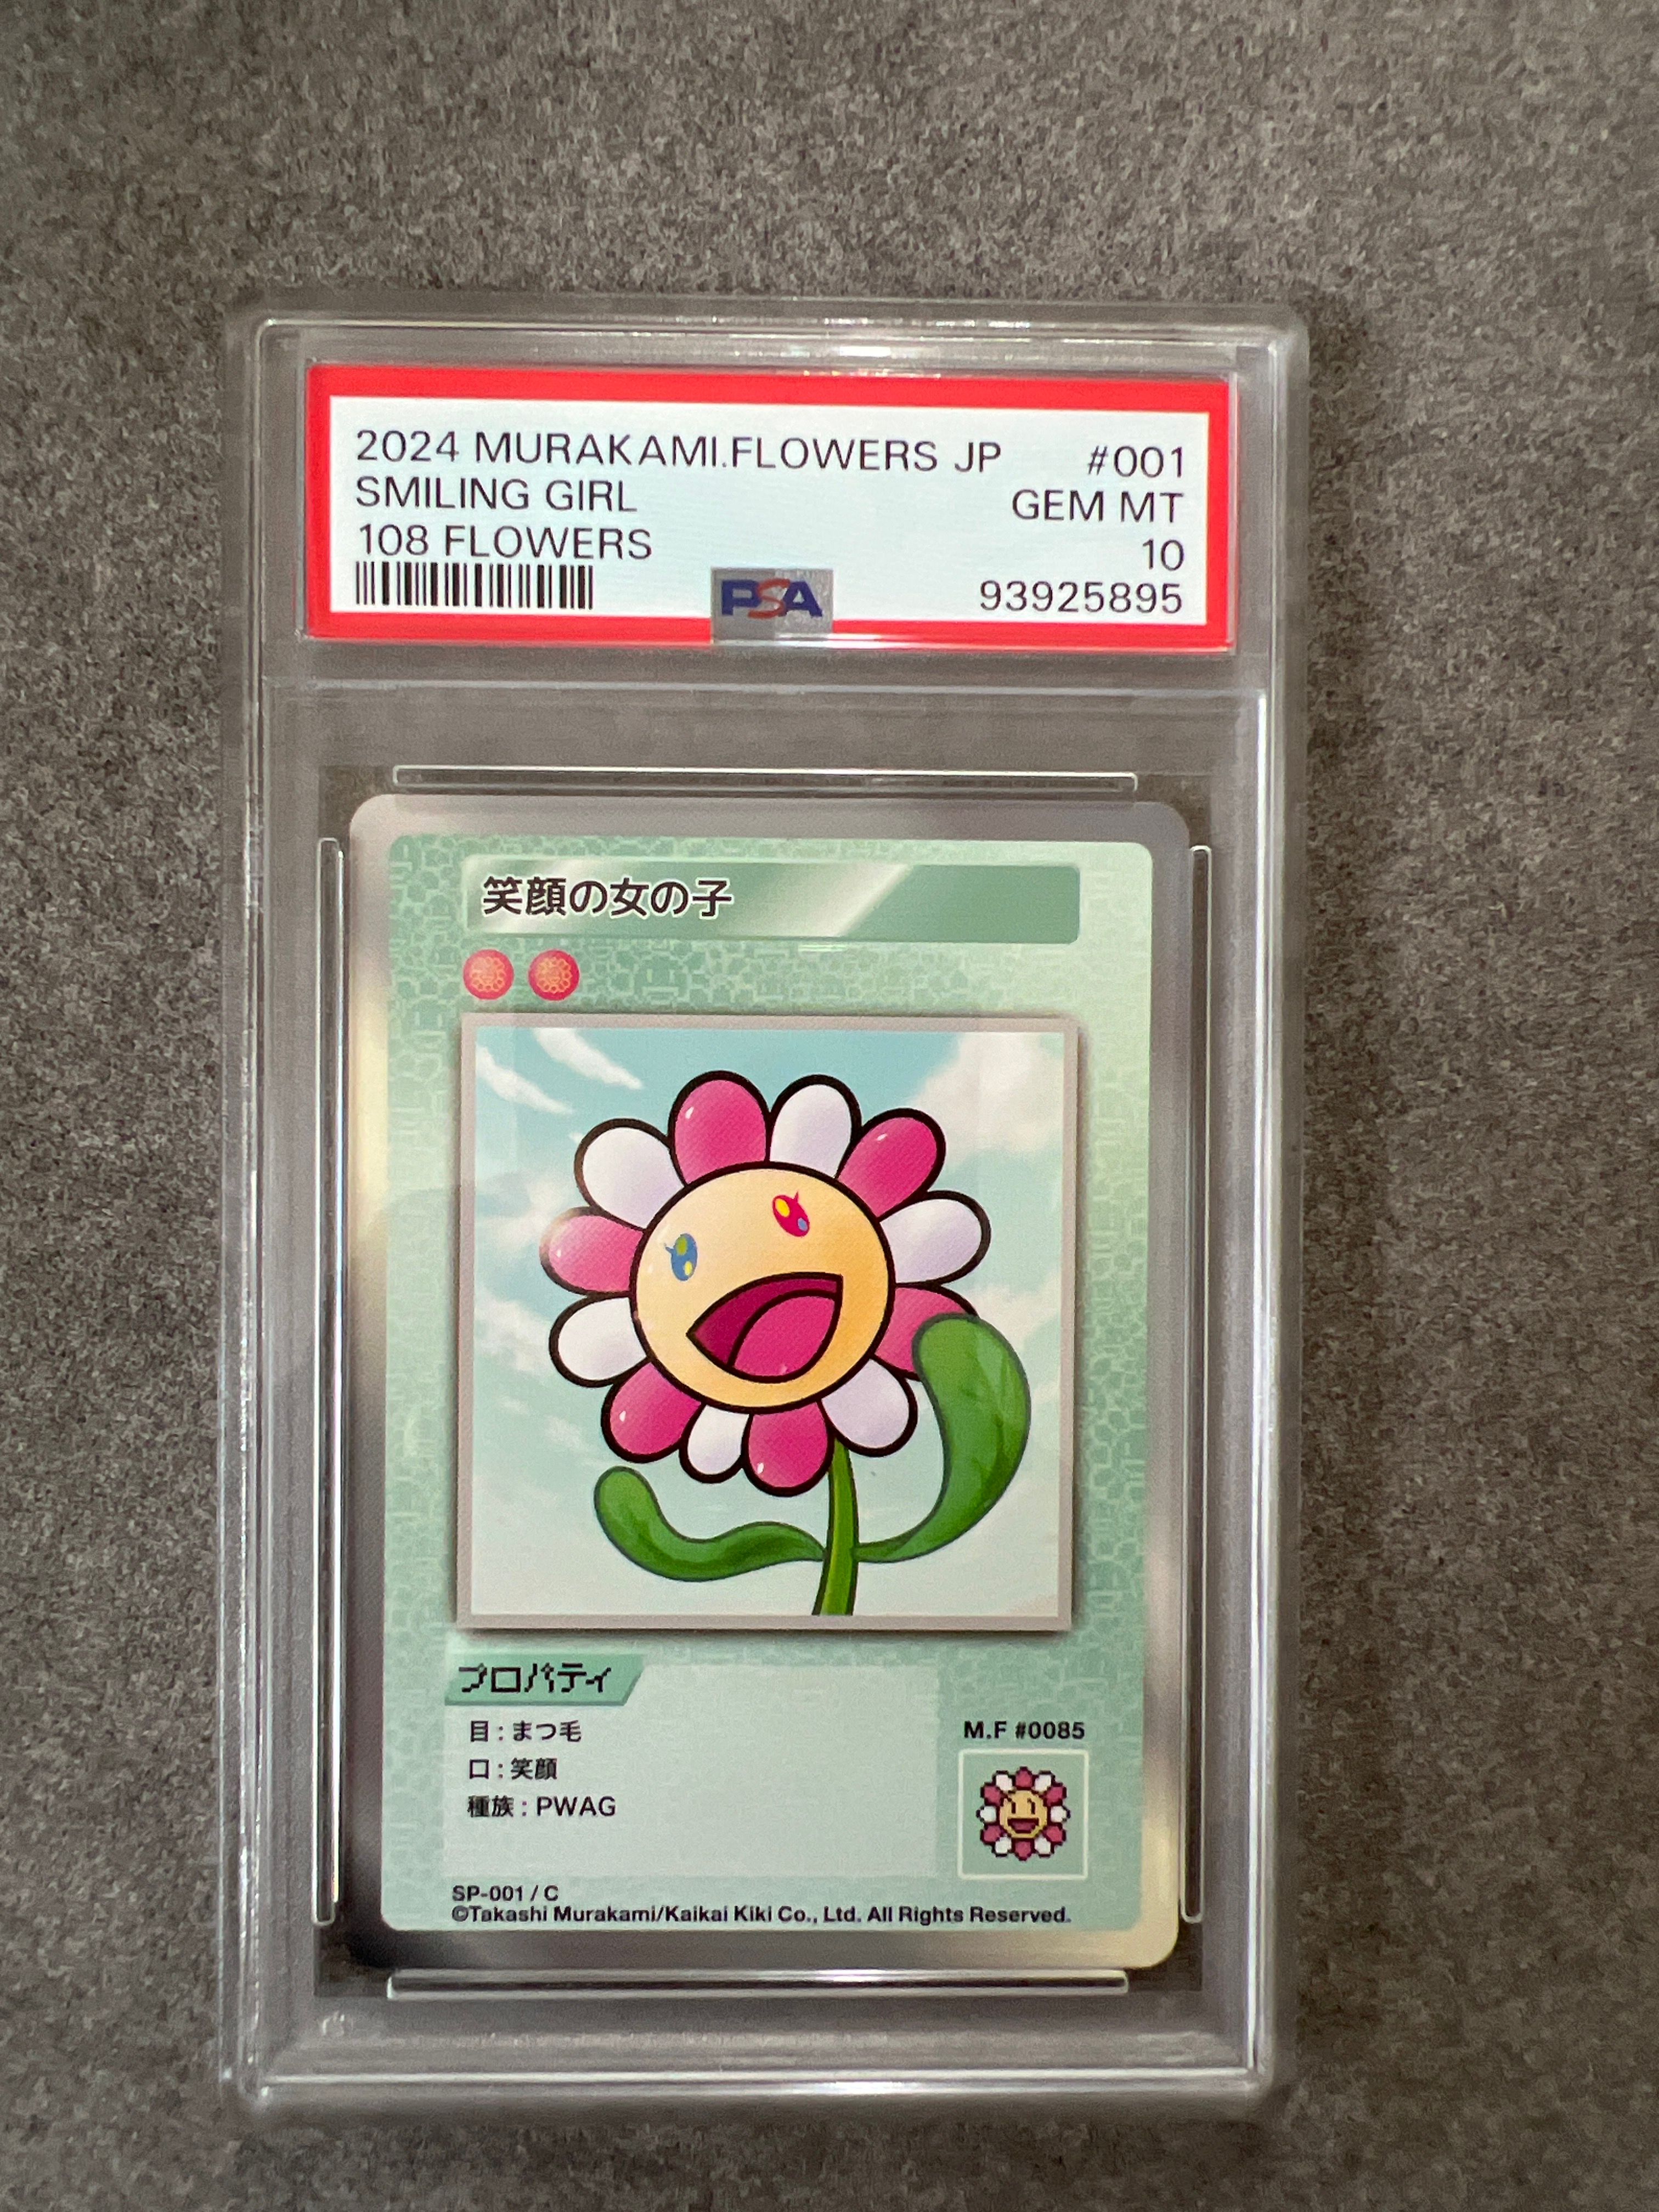 2024 MURAKAMI.FLOWERS JP #001
SMILING GIRL GEM MT
108 FLOWERS 10
PSA 93925895
笑顔の女の子
プロパティ
目:まつ毛
口:笑顔
種族:PWAG
M.F #0085
SP-001 / C
©Takashi Murakami/Kaikai Kiki Co., Ltd. All Rights Reserved.